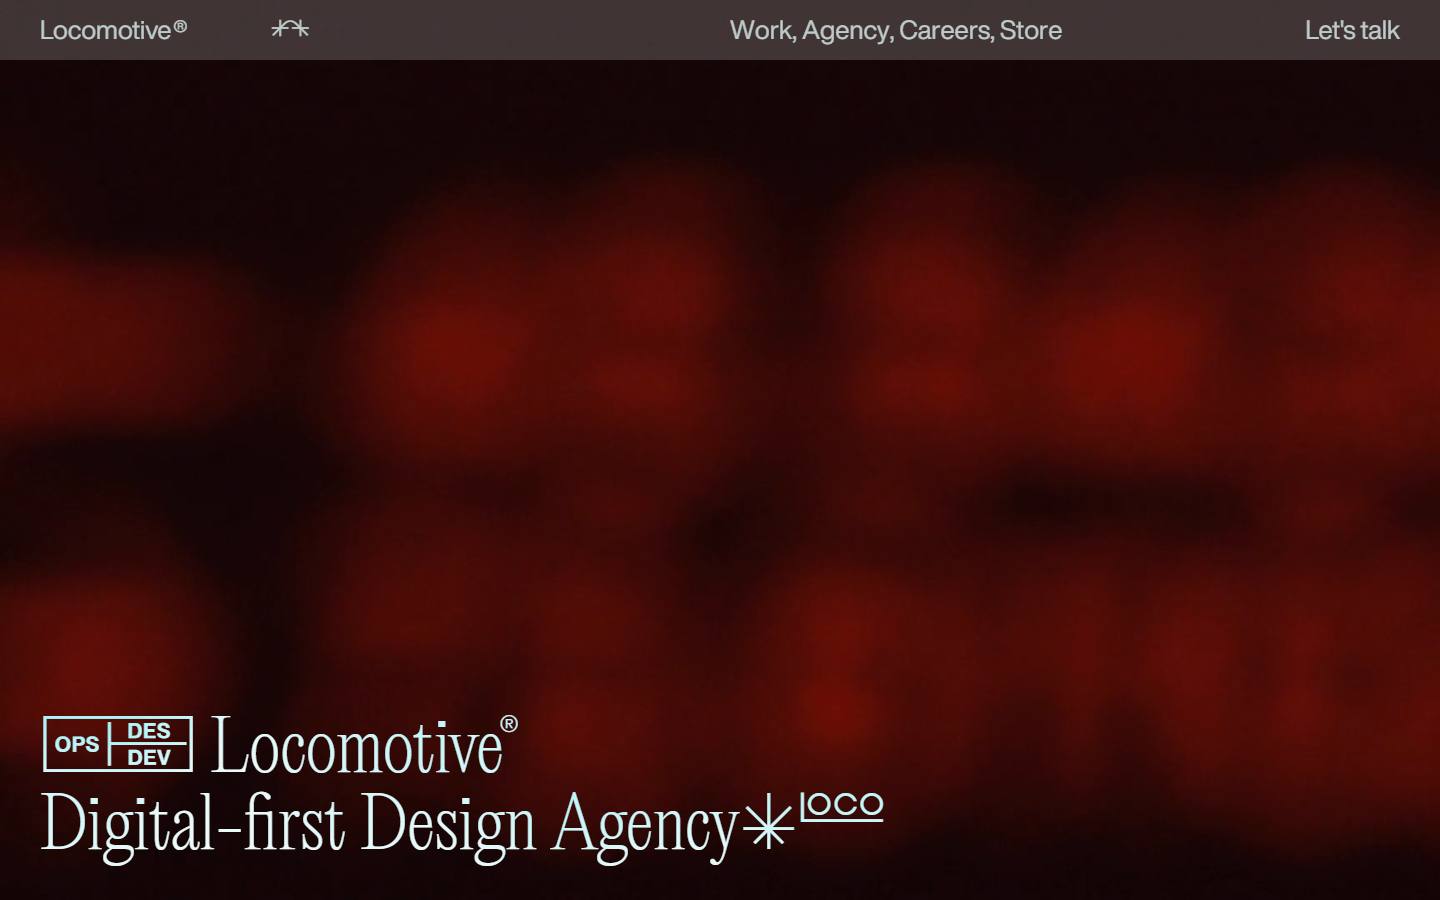 Locomotive®
Work, Agency, Careers, Store
Let's talk
OPS DES DEV Locomotive®
Digital-first Design Agency LOCO